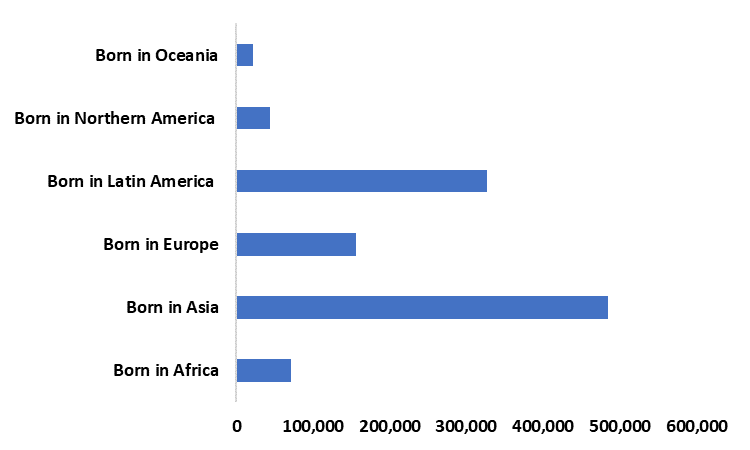 Born in Oceania
Born in Northern America
Born in Latin America
Born in Europe
Born in Asia
Born in Africa
0 100,000 200,000 300,000 400,000 500,000 600,000